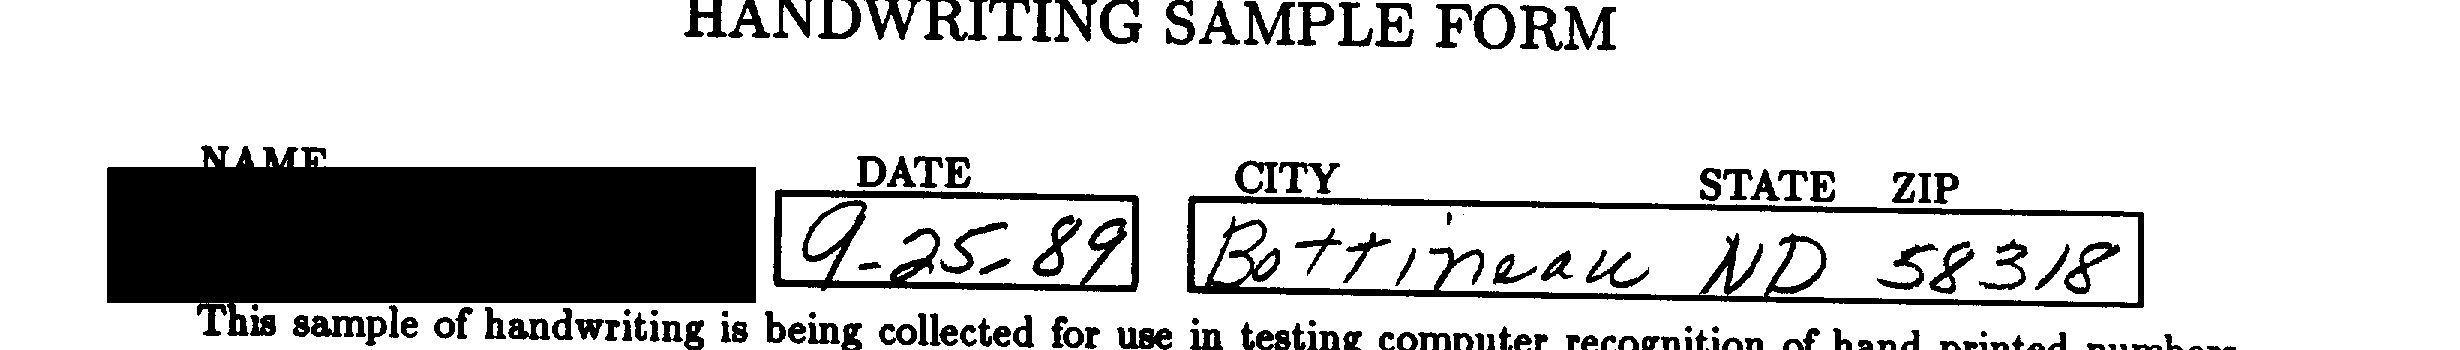 HANDWRITING SAMPLE FORM
NAME DATE CITY STATE ZIP
9-25-89 Bottineau ND 58318
This sample of handwriting is being collected for use in testing computer recognition of hand printed numbers